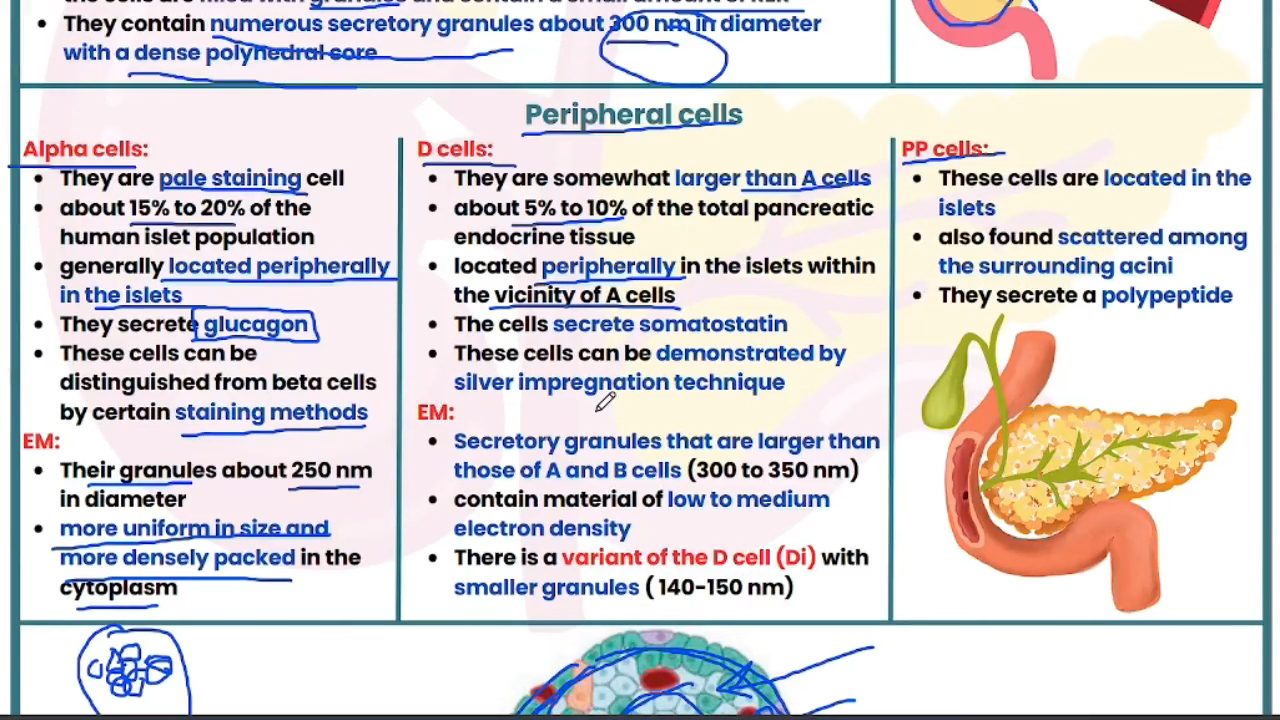 • They contain numerous secretory granules about 300 nm in diameter
with a dense polyhedral core
Peripheral cells
Alpha cells:
• They are pale staining cell
• about 15% to 20% of the
human islet population
• generally located peripherally
in the islets
• They secrete glucagon
• These cells can be
distinguished from beta cells
by certain staining methods
EM:
• Their granules about 250 nm
in diameter
• more uniform in size and
more densely packed in the
cytoplasm
D cells:
• They are somewhat larger than A cells
• about 5% to 10% of the total pancreatic
endocrine tissue
• located peripherally in the islets within
the vicinity of A cells
• The cells secrete somatostatin
• These cells can be demonstrated by
silver impregnation technique
EM:
• Secretory granules that are larger than
those of A and B cells (300 to 350 nm)
• contain material of low to medium
electron density
• There is a variant of the D cell (Di) with
smaller granules ( 140-150 nm)
PP cells:
• These cells are located in the
islets
• also found scattered among
the surrounding acini
• They secrete a polypeptide